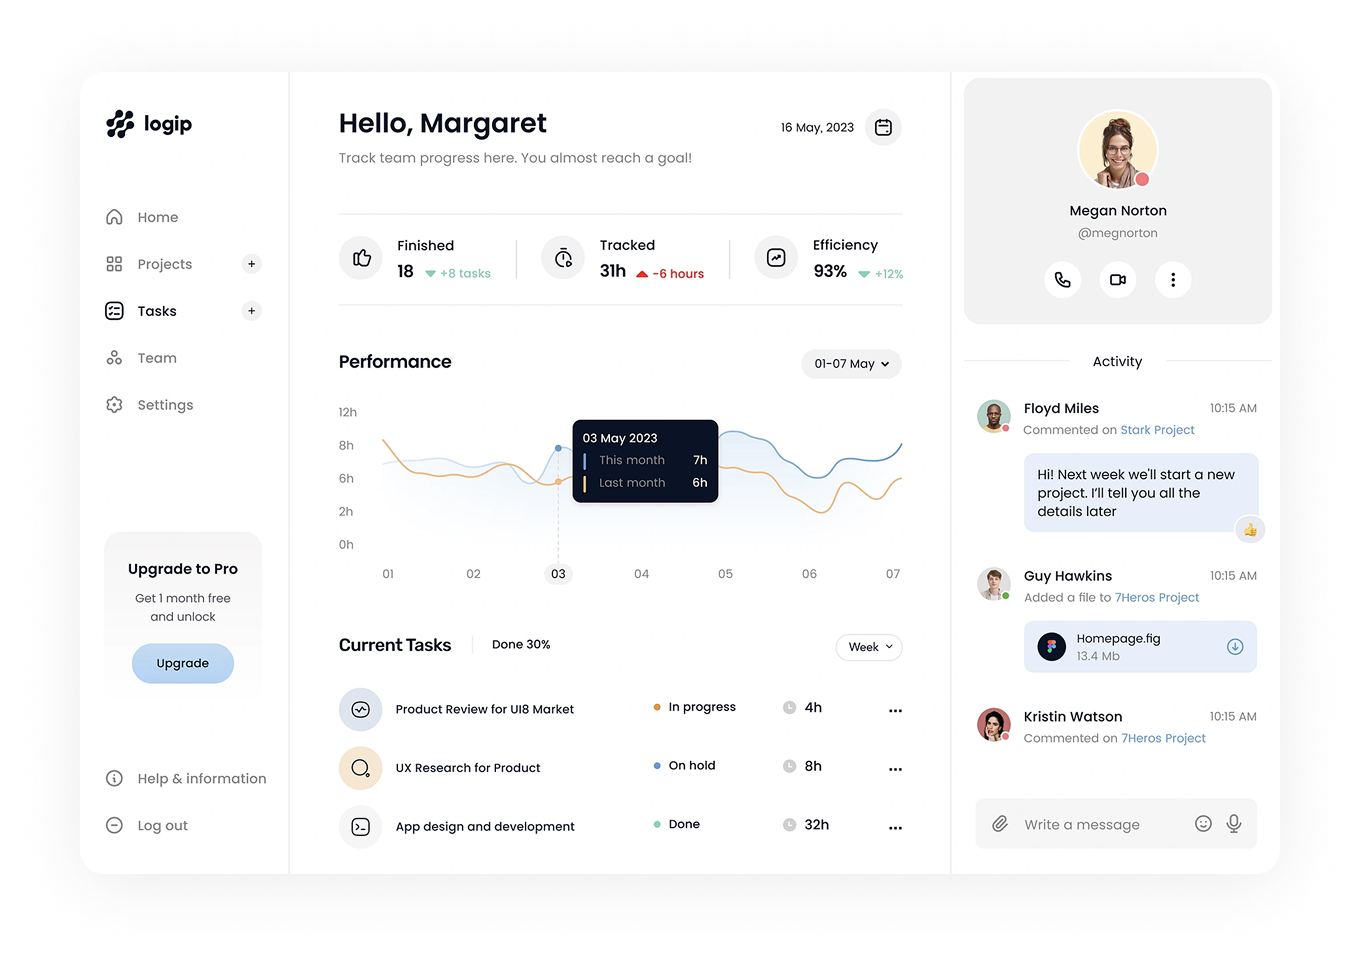 logip
Home
Projects +
Tasks +
Team
Settings
Upgrade to Pro
Get 1 month free
and unlock
Upgrade
Help & information
Log out
Hello, Margaret
Track team progress here. You almost reach a goal!
16 May, 2023
Finished
18 +8 tasks
Tracked
31h -6 hours
Efficiency
93% +12%
Performance
01-07 May
12h
8h
6h
2h
0h
03 May 2023
This month 7h
Last month 6h
01 02 03 04 05 06 07
Current Tasks
Done 30%
Week
Product Review for UI8 Market In progress 4h ...
UX Research for Product On hold 8h ...
App design and development Done 32h ...
Megan Norton
@megnorton
Activity
Floyd Miles 10:15 AM
Commented on Stark Project
Hi! Next week we'll start a new
project. I'll tell you all the
details later
Guy Hawkins 10:15 AM
Added a file to 7Heros Project
Homepage.fig
13.4 Mb
Kristin Watson 10:15 AM
Commented on 7Heros Project
Write a message